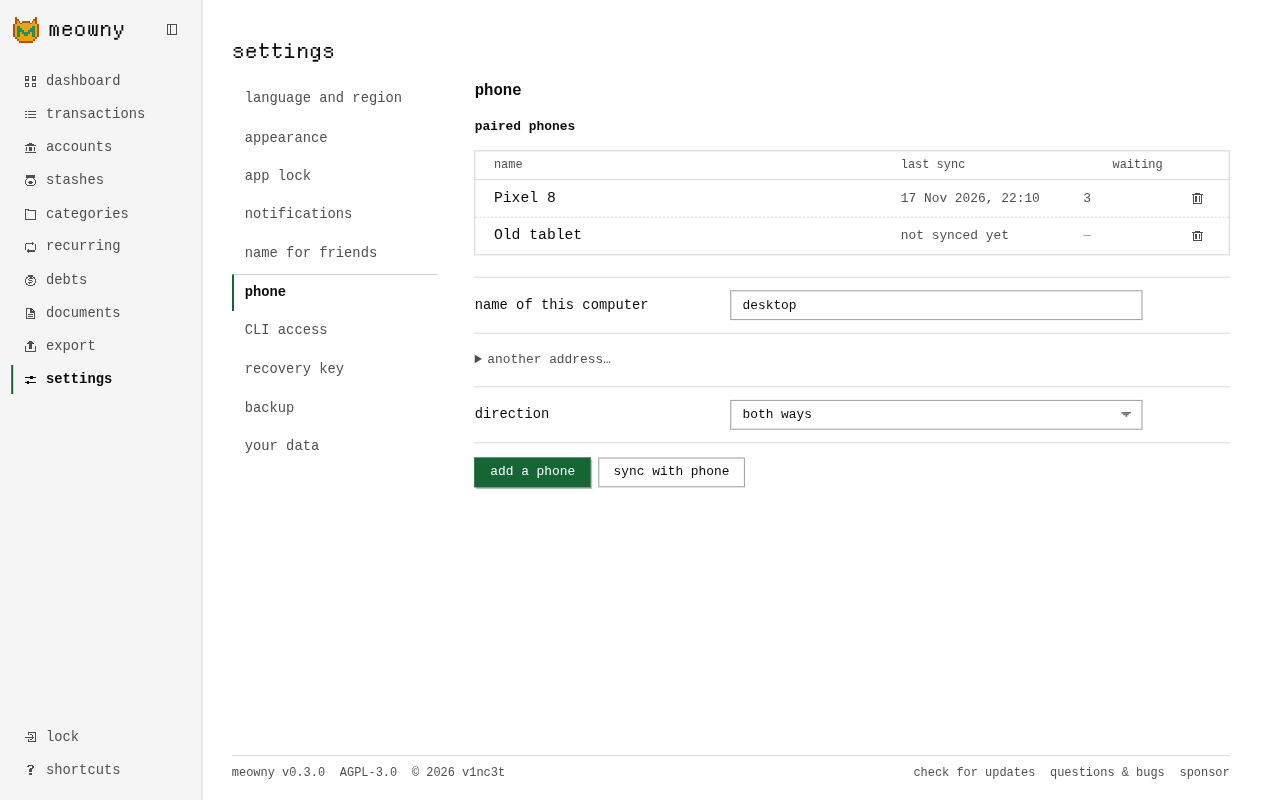 meowny
dashboard
transactions
accounts
stashes
categories
recurring
debts
documents
export
settings
lock
? shortcuts
settings
language and region
appearance
app lock
notifications
name for friends
phone
CLI access
recovery key
backup
your data
phone
paired phones
name last sync waiting
Pixel 8 17 Nov 2026, 22:10 3
Old tablet not synced yet —
name of this computer desktop
another address…
direction both ways
add a phone sync with phone
meowny v0.3.0 AGPL-3.0 © 2026 v1nc3t check for updates questions & bugs sponsor